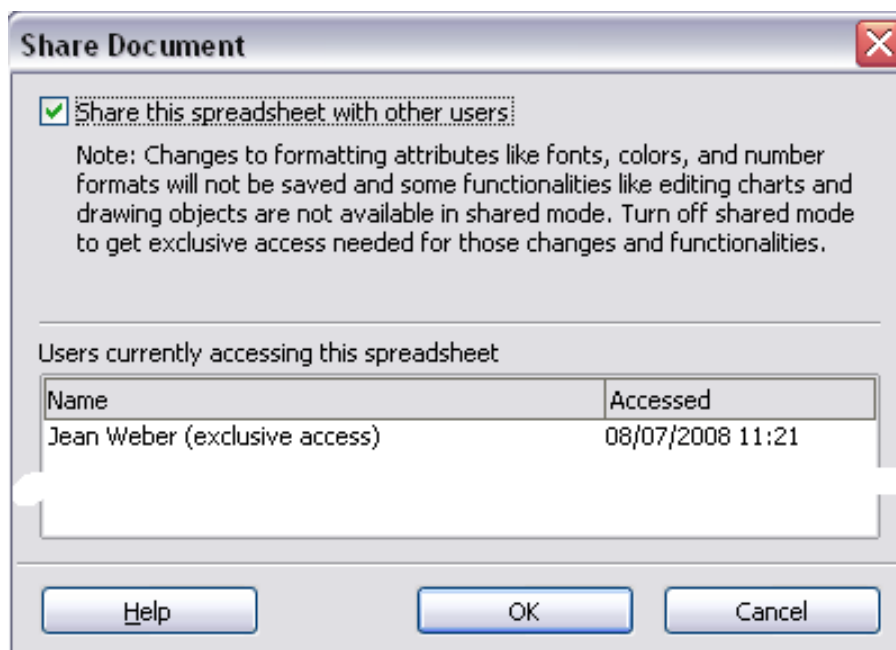 Share Document
Share this spreadsheet with other users
Note: Changes to formatting attributes like fonts, colors, and number
formats will not be saved and some functionalities like editing charts and
drawing objects are not available in shared mode. Turn off shared mode
to get exclusive access needed for those changes and functionalities.
Users currently accessing this spreadsheet
Name Accessed
Jean Weber (exclusive access) 08/07/2008 11:21
Help OK Cancel